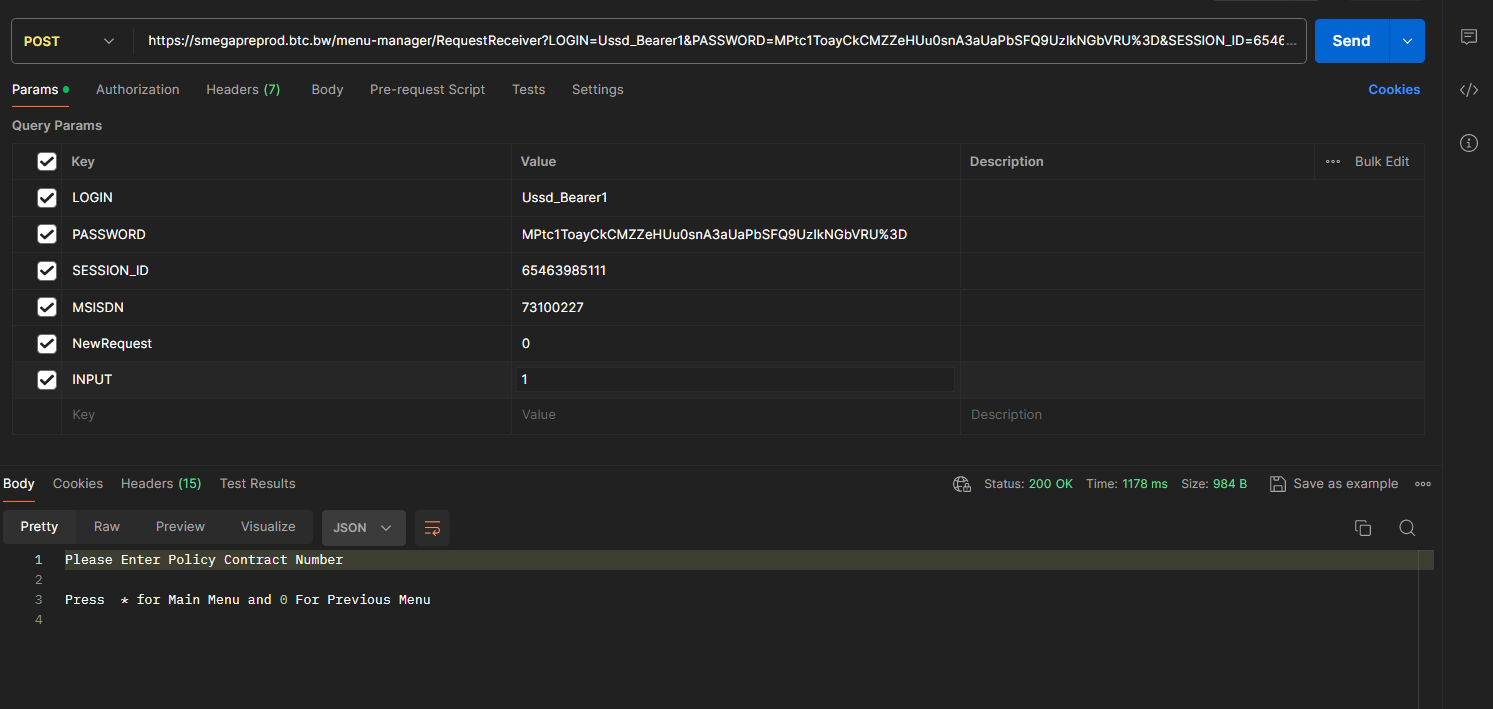 POST https://smegapreprod.btc.bw/menu-manager/RequestReceiver?LOGIN=Ussd_Bearer1&PASSWORD=MPtc1ToayCkCMZZeHUu0snA3aUaPbSFQ9UzIkNGbVRU%3D&SESSION_ID=6546... Send
Params Authorization Headers (7) Body Pre-request Script Tests Settings Cookies
Query Params
Key Value Description ... Bulk Edit
LOGIN Ussd_Bearer1
PASSWORD MPtc1ToayCkCMZZeHUu0snA3aUaPbSFQ9UzIkNGbVRU%3D
SESSION_ID 65463985111
MSISDN 73100227
NewRequest 0
INPUT 1
Key Value Description
Body Cookies Headers (15) Test Results Status: 200 OK Time: 1178 ms Size: 984 B Save as example
Pretty Raw Preview Visualize JSON
1 Please Enter Policy Contract Number
2
3 Press  * for Main Menu and 0 For Previous Menu
4